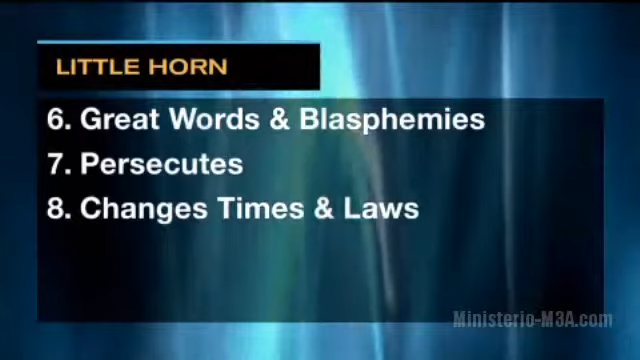 LITTLE HORN
6. Great Words & Blasphemies
7. Persecutes
8. Changes Times & Laws
Ministerio-M3A.com